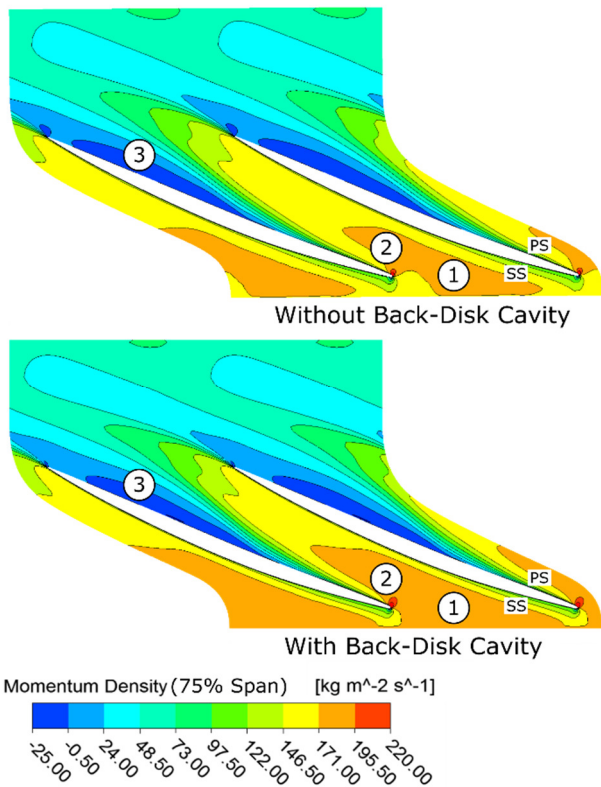 3
2
1
PS
SS
Without Back-Disk Cavity
3
2
1
PS
SS
With Back-Disk Cavity
Momentum Density (75% Span) [kg m^-2 s^-1]
-25.00 -0.50 24.00 48.50 73.00 97.50 122.00 146.50 171.00 195.50 220.00